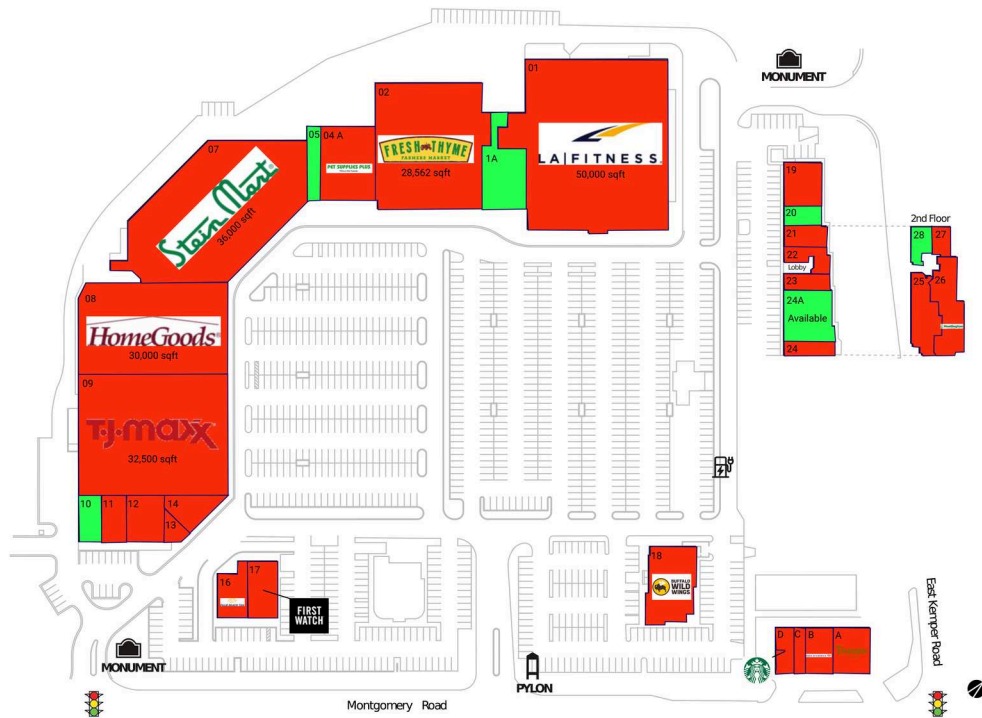 01
MONUMENT
02
05
04 A
07
1A
LA|FITNESS.
FRESH THYME
FARMERS MARKET
PET SUPPLIES PLUS
28,562 sqft
50,000 sqft
19
Stein Mart
20
2nd Floor
21
28
27
36,000 sqft
22
Lobby
23
25
26
08
24A
Available
HomeGoods
30,000 sqft
24
09
T.J.maxx
32,500 sqft
10
11
12
14
13
18
16
17
BUFFALO
WILD
WINGS
FIRST
WATCH
East Kemper Road
D
C
B
A
MONUMENT
PYLON
Montgomery Road